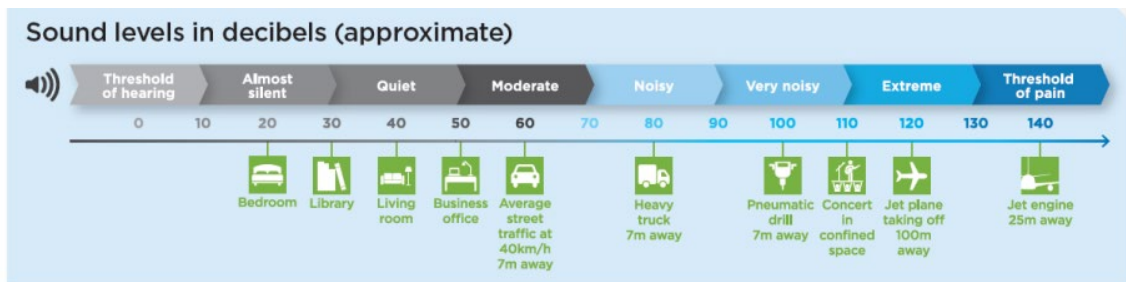 Sound levels in decibels (approximate)
Threshold
of hearing
Almost
silent
Quiet
Moderate
Noisy
Very noisy
Extreme
Threshold
of pain
0 10 20 30 40 50 60 70 80 90 100 110 120 130 140
Bedroom
Library
Living
room
Business
office
Average
street
traffic at
40km/h
7m away
Heavy
truck
7m away
Pneumatic
drill
7m away
Concert
in
confined
space
Jet plane
taking off
100m
away
Jet engine
25m away